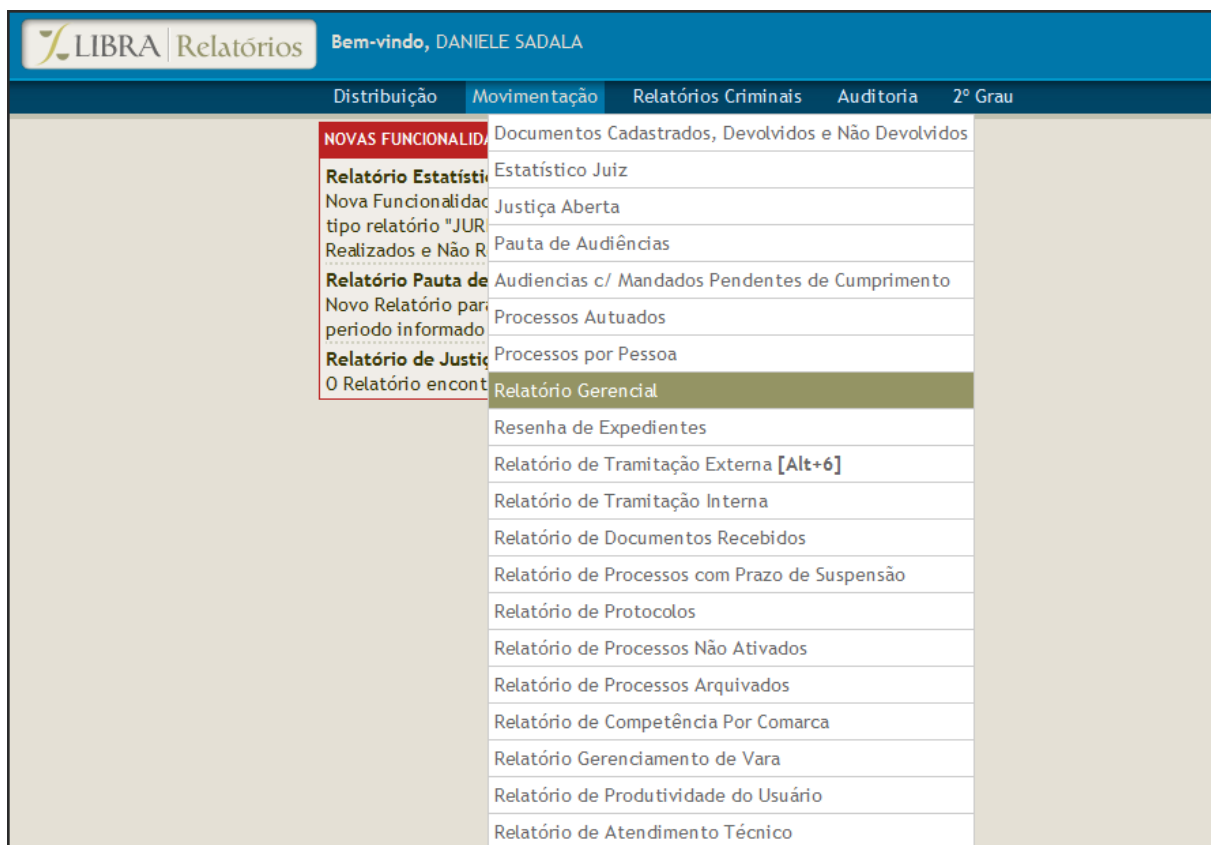 LIBRA Relatórios
Bem-vindo, DANIELE SADALA
Distribuição Movimentação Relatórios Criminais Auditoria 2º Grau
NOVAS FUNCIONALIDA
Relatório Estatísti
Nova Funcionalidad
tipo relatório "JURI
Realizados e Não R
Relatório Pauta de
Novo Relatório para
periodo informado
Relatório de Justiç
O Relatório encont
Documentos Cadastrados, Devolvidos e Não Devolvidos
Estatístico Juiz
Justiça Aberta
Pauta de Audiências
Audiencias c/ Mandados Pendentes de Cumprimento
Processos Autuados
Processos por Pessoa
Relatório Gerencial
Resenha de Expedientes
Relatório de Tramitação Externa [Alt+6]
Relatório de Tramitação Interna
Relatório de Documentos Recebidos
Relatório de Processos com Prazo de Suspensão
Relatório de Protocolos
Relatório de Processos Não Ativados
Relatório de Processos Arquivados
Relatório de Competência Por Comarca
Relatório Gerenciamento de Vara
Relatório de Produtividade do Usuário
Relatório de Atendimento Técnico